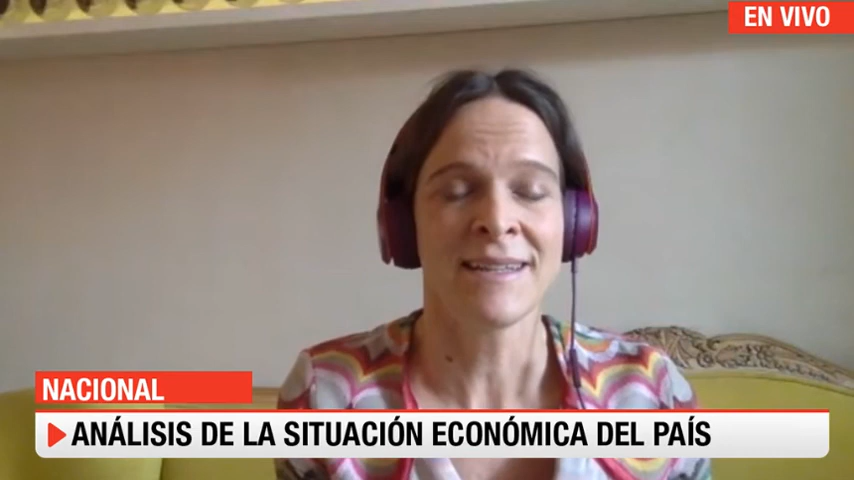 EN VIVO
NACIONAL
ANÁLISIS DE LA SITUACIÓN ECONÓMICA DEL PAÍS